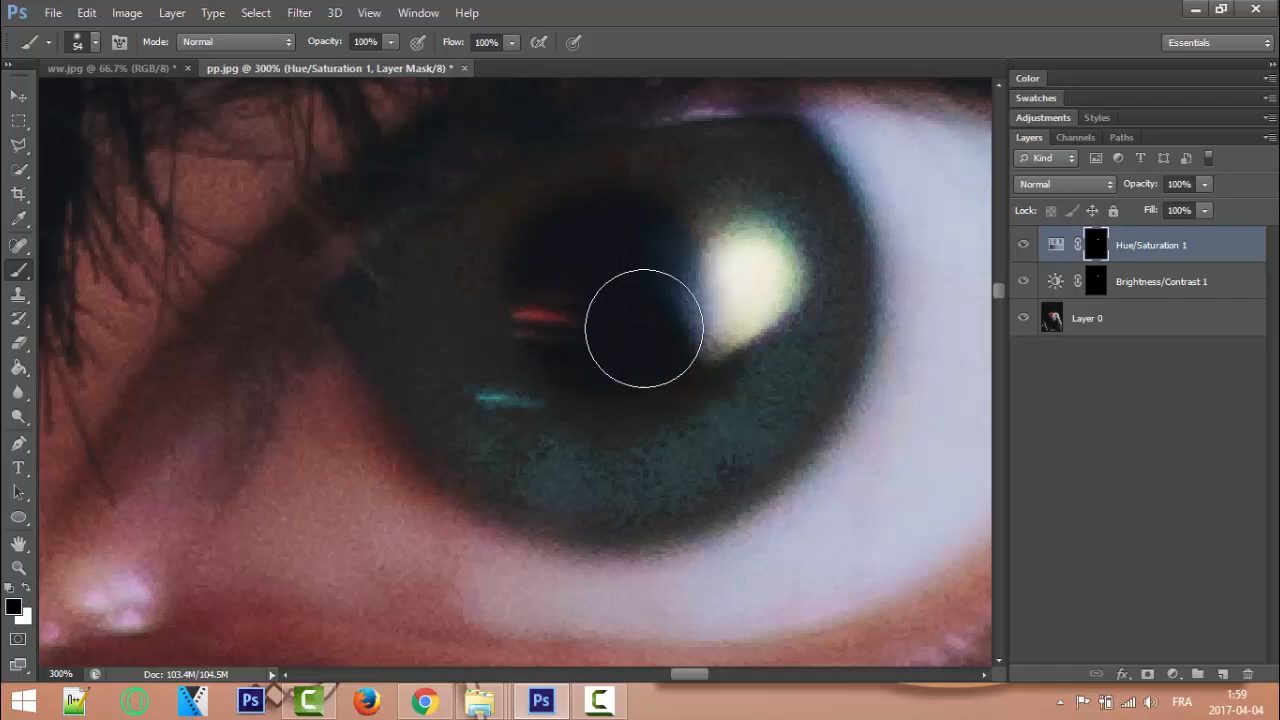 Ps File Edit Image Layer Type Select Filter 3D View Window Help
54 Mode: Normal Opacity: 100% Flow: 100% Essentials
ww.jpg @ 66.7% (RGB/8) * × pp.jpg @ 300% (Hue/Saturation 1, Layer Mask/8) * ×
Color
Swatches
Adjustments Styles
Layers Channels Paths
Kind
Normal Opacity: 100%
Lock: Fill: 100%
Hue/Saturation 1
Brightness/Contrast 1
Layer 0
T
300% Doc: 103.4M/104.5M
Ps Ps FR 1:59
2017-04-04